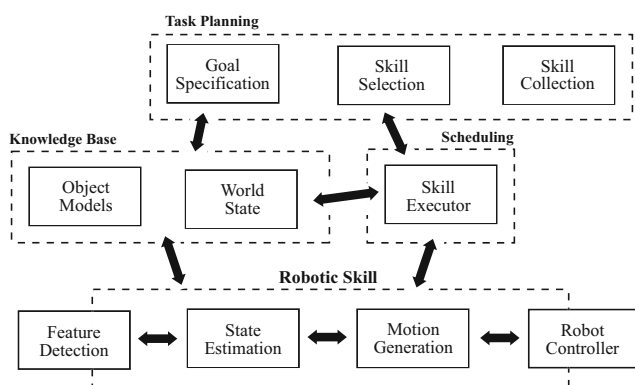 Task Planning
Goal
Specification
Skill
Selection
Skill
Collection
Knowledge Base
Scheduling
Object
Models
World
State
Skill
Executor
Robotic Skill
Feature
Detection
State
Estimation
Motion
Generation
Robot
Controller